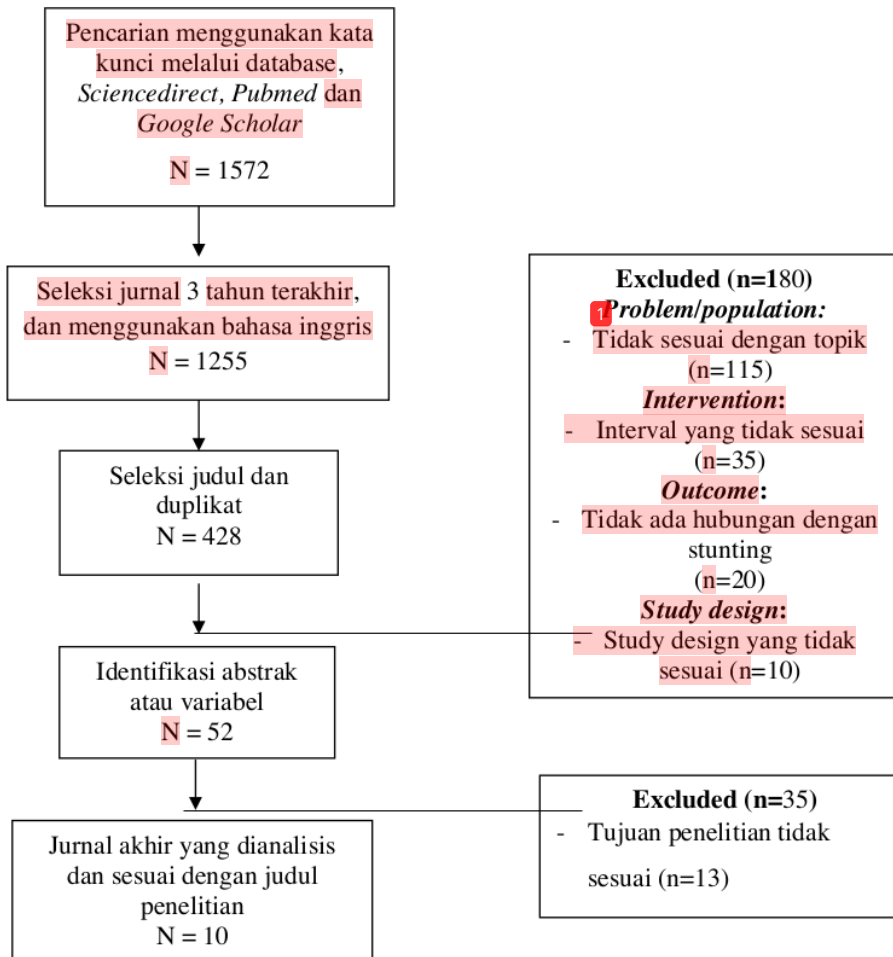 Pencarian menggunakan kata
kunci melalui database,
Sciencedirect, Pubmed dan
Google Scholar
N = 1572
Seleksi jurnal 3 tahun terakhir,
dan menggunakan bahasa inggris
N = 1255
Seleksi judul dan
duplikat
N = 428
Excluded (n=180)
1
Problem/population:
- Tidak sesuai dengan topik
(n=115)
Intervention:
- Interval yang tidak sesuai
(n=35)
Outcome:
- Tidak ada hubungan dengan
stunting
(n=20)
Study design:
- Study design yang tidak
sesuai (n=10)
Identifikasi abstrak
atau variabel
N = 52
Excluded (n=35)
- Tujuan penelitian tidak
sesuai (n=13)
Jurnal akhir yang dianalisis
dan sesuai dengan judul
penelitian
N = 10